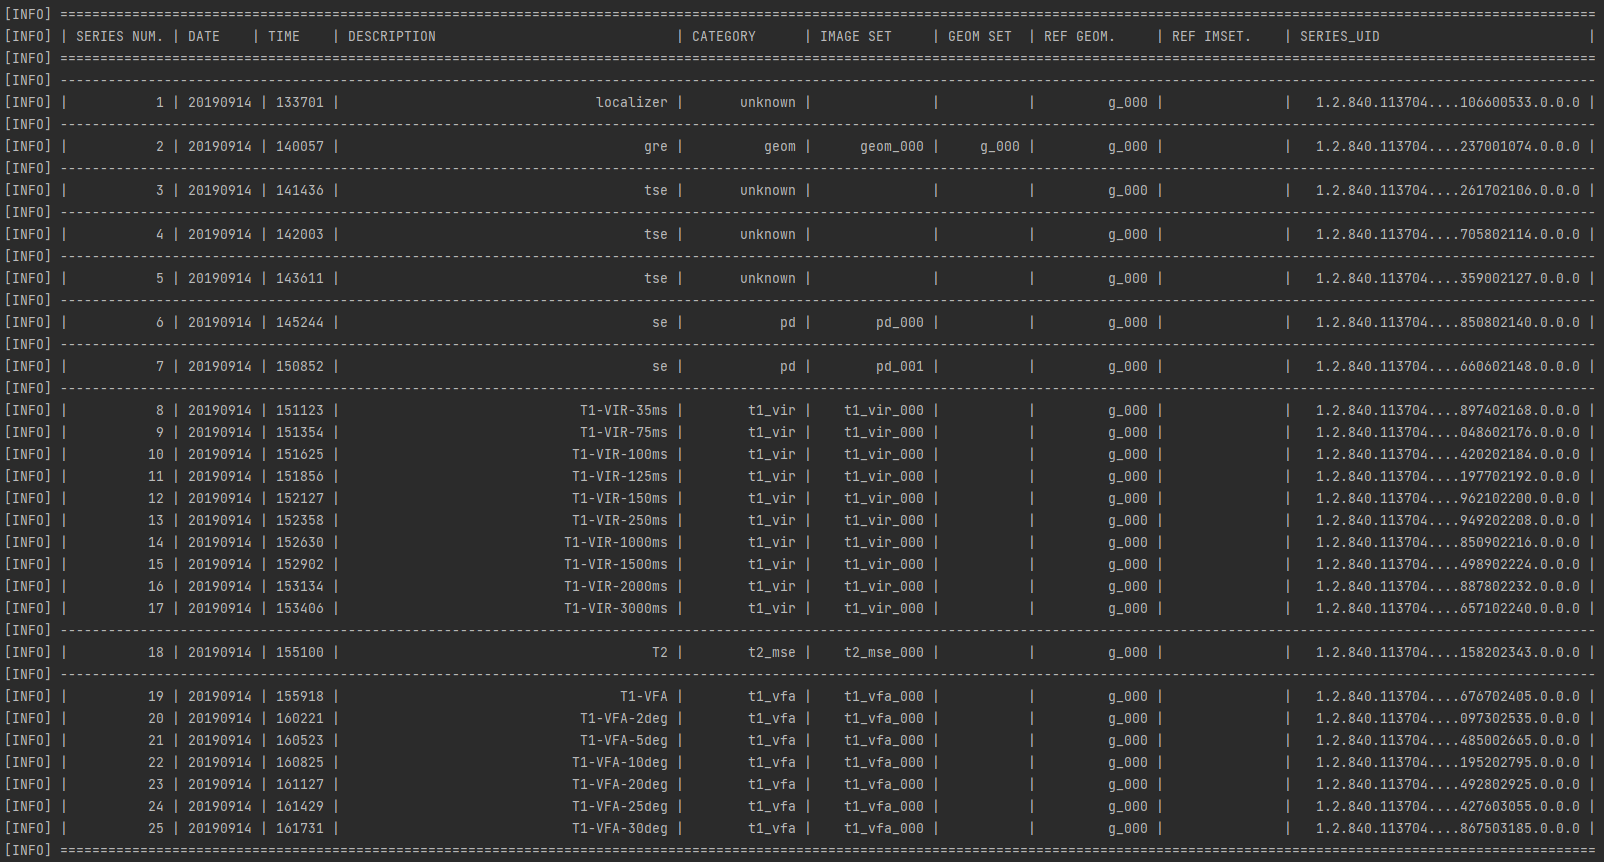 [INFO] ================================================================================================================================================================================================
[INFO] | SERIES NUM. | DATE    | TIME    | DESCRIPTION                              | CATEGORY      | IMAGE SET     | GEOM SET  | REF GEOM.     | REF IMSET.    | SERIES_UID                          |
[INFO] ================================================================================================================================================================================================
[INFO] ------------------------------------------------------------------------------------------------------------------------------------------------------------------------------------------------
[INFO] |           1 | 20190914 | 133701 |                                localizer |       unknown |               |           |         g_000 |               |   1.2.840.113704....106600533.0.0.0 |
[INFO] ------------------------------------------------------------------------------------------------------------------------------------------------------------------------------------------------
[INFO] |           2 | 20190914 | 140057 |                                      gre |          geom |      geom_000 |     g_000 |         g_000 |               |   1.2.840.113704....237001074.0.0.0 |
[INFO] ------------------------------------------------------------------------------------------------------------------------------------------------------------------------------------------------
[INFO] |           3 | 20190914 | 141436 |                                      tse |       unknown |               |           |         g_000 |               |   1.2.840.113704....261702106.0.0.0 |
[INFO] ------------------------------------------------------------------------------------------------------------------------------------------------------------------------------------------------
[INFO] |           4 | 20190914 | 142003 |                                      tse |       unknown |               |           |         g_000 |               |   1.2.840.113704....705802114.0.0.0 |
[INFO] ------------------------------------------------------------------------------------------------------------------------------------------------------------------------------------------------
[INFO] |           5 | 20190914 | 143611 |                                      tse |       unknown |               |           |         g_000 |               |   1.2.840.113704....359002127.0.0.0 |
[INFO] ------------------------------------------------------------------------------------------------------------------------------------------------------------------------------------------------
[INFO] |           6 | 20190914 | 145244 |                                       se |            pd |        pd_000 |           |         g_000 |               |   1.2.840.113704....850802140.0.0.0 |
[INFO] ------------------------------------------------------------------------------------------------------------------------------------------------------------------------------------------------
[INFO] |           7 | 20190914 | 150852 |                                       se |            pd |        pd_001 |           |         g_000 |               |   1.2.840.113704....660602148.0.0.0 |
[INFO] ------------------------------------------------------------------------------------------------------------------------------------------------------------------------------------------------
[INFO] |           8 | 20190914 | 151123 |                              T1-VIR-35ms |        t1_vir |    t1_vir_000 |           |         g_000 |               |   1.2.840.113704....897402168.0.0.0 |
[INFO] |           9 | 20190914 | 151354 |                              T1-VIR-75ms |        t1_vir |    t1_vir_000 |           |         g_000 |               |   1.2.840.113704....048602176.0.0.0 |
[INFO] |          10 | 20190914 | 151625 |                             T1-VIR-100ms |        t1_vir |    t1_vir_000 |           |         g_000 |               |   1.2.840.113704....420202184.0.0.0 |
[INFO] |          11 | 20190914 | 151856 |                             T1-VIR-125ms |        t1_vir |    t1_vir_000 |           |         g_000 |               |   1.2.840.113704....197702192.0.0.0 |
[INFO] |          12 | 20190914 | 152127 |                             T1-VIR-150ms |        t1_vir |    t1_vir_000 |           |         g_000 |               |   1.2.840.113704....962102200.0.0.0 |
[INFO] |          13 | 20190914 | 152358 |                             T1-VIR-250ms |        t1_vir |    t1_vir_000 |           |         g_000 |               |   1.2.840.113704....949202208.0.0.0 |
[INFO] |          14 | 20190914 | 152630 |                            T1-VIR-1000ms |        t1_vir |    t1_vir_000 |           |         g_000 |               |   1.2.840.113704....850902216.0.0.0 |
[INFO] |          15 | 20190914 | 152902 |                            T1-VIR-1500ms |        t1_vir |    t1_vir_000 |           |         g_000 |               |   1.2.840.113704....498902224.0.0.0 |
[INFO] |          16 | 20190914 | 153134 |                            T1-VIR-2000ms |        t1_vir |    t1_vir_000 |           |         g_000 |               |   1.2.840.113704....887802232.0.0.0 |
[INFO] |          17 | 20190914 | 153406 |                            T1-VIR-3000ms |        t1_vir |    t1_vir_000 |           |         g_000 |               |   1.2.840.113704....657102240.0.0.0 |
[INFO] ------------------------------------------------------------------------------------------------------------------------------------------------------------------------------------------------
[INFO] |          18 | 20190914 | 155100 |                                       T2 |        t2_mse |    t2_mse_000 |           |         g_000 |               |   1.2.840.113704....158202343.0.0.0 |
[INFO] ------------------------------------------------------------------------------------------------------------------------------------------------------------------------------------------------
[INFO] |          19 | 20190914 | 155918 |                                   T1-VFA |        t1_vfa |    t1_vfa_000 |           |         g_000 |               |   1.2.840.113704....676702405.0.0.0 |
[INFO] |          20 | 20190914 | 160221 |                              T1-VFA-2deg |        t1_vfa |    t1_vfa_000 |           |         g_000 |               |   1.2.840.113704....097302535.0.0.0 |
[INFO] |          21 | 20190914 | 160523 |                              T1-VFA-5deg |        t1_vfa |    t1_vfa_000 |           |         g_000 |               |   1.2.840.113704....485002665.0.0.0 |
[INFO] |          22 | 20190914 | 160825 |                             T1-VFA-10deg |        t1_vfa |    t1_vfa_000 |           |         g_000 |               |   1.2.840.113704....195202795.0.0.0 |
[INFO] |          23 | 20190914 | 161127 |                             T1-VFA-20deg |        t1_vfa |    t1_vfa_000 |           |         g_000 |               |   1.2.840.113704....492802925.0.0.0 |
[INFO] |          24 | 20190914 | 161429 |                             T1-VFA-25deg |        t1_vfa |    t1_vfa_000 |           |         g_000 |               |   1.2.840.113704....427603055.0.0.0 |
[INFO] |          25 | 20190914 | 161731 |                             T1-VFA-30deg |        t1_vfa |    t1_vfa_000 |           |         g_000 |               |   1.2.840.113704....867503185.0.0.0 |
[INFO] ================================================================================================================================================================================================